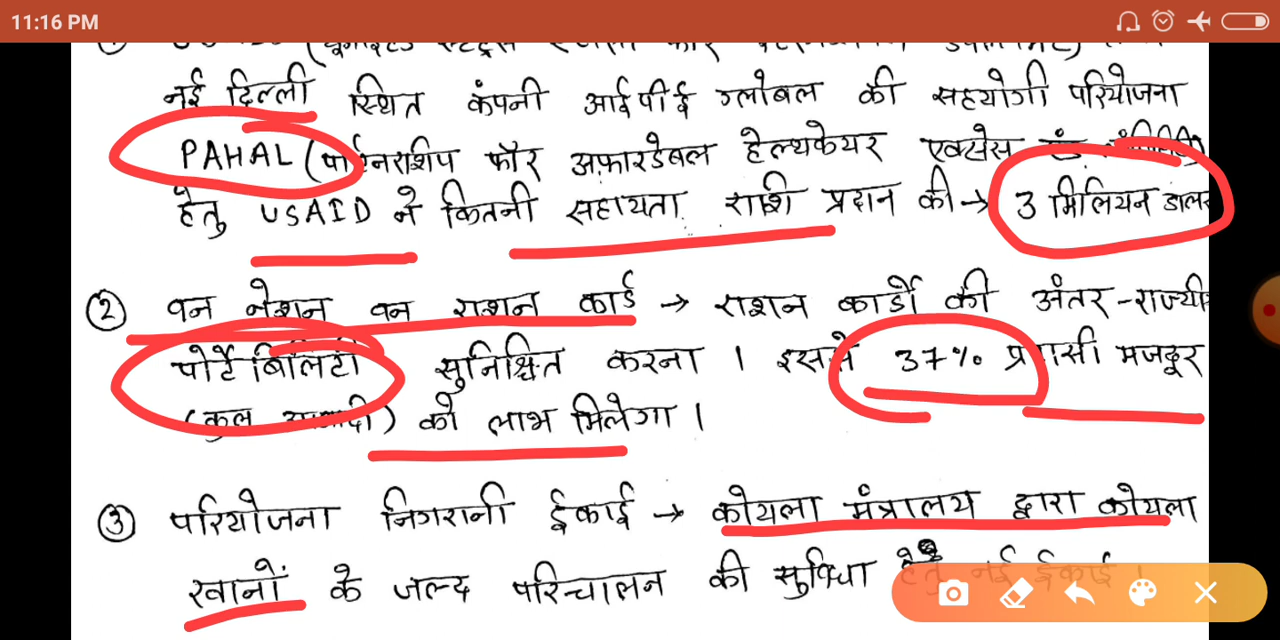 11:16 PM
नई दिल्ली स्थित कंपनी आईपीई ग्लोबल की सहयोगी परियोजना
PAHAL (पार्टनरशिप फौर अफ़ारडेबल हेल्थकेयर एक्सेस
हेतु USAID ने कितनी सहायता राशि प्रदान की → 3 मिलियन डालर
② वन नेशन वन राशन कार्ड → राशन कार्डो की अंतर-राज्यीय
पोर्टेबिलिटी सुनिश्चित करना । इससे 37% प्रवासी मजदूर
(कुल आबादी) को लाभ मिलेगा ।
③ परियोजना निगरानी ईकाई → कोयला मंत्रालय द्वारा कोयला
खानों के जल्द परिचालन की सुविधा हेतु नई ईकाई ।